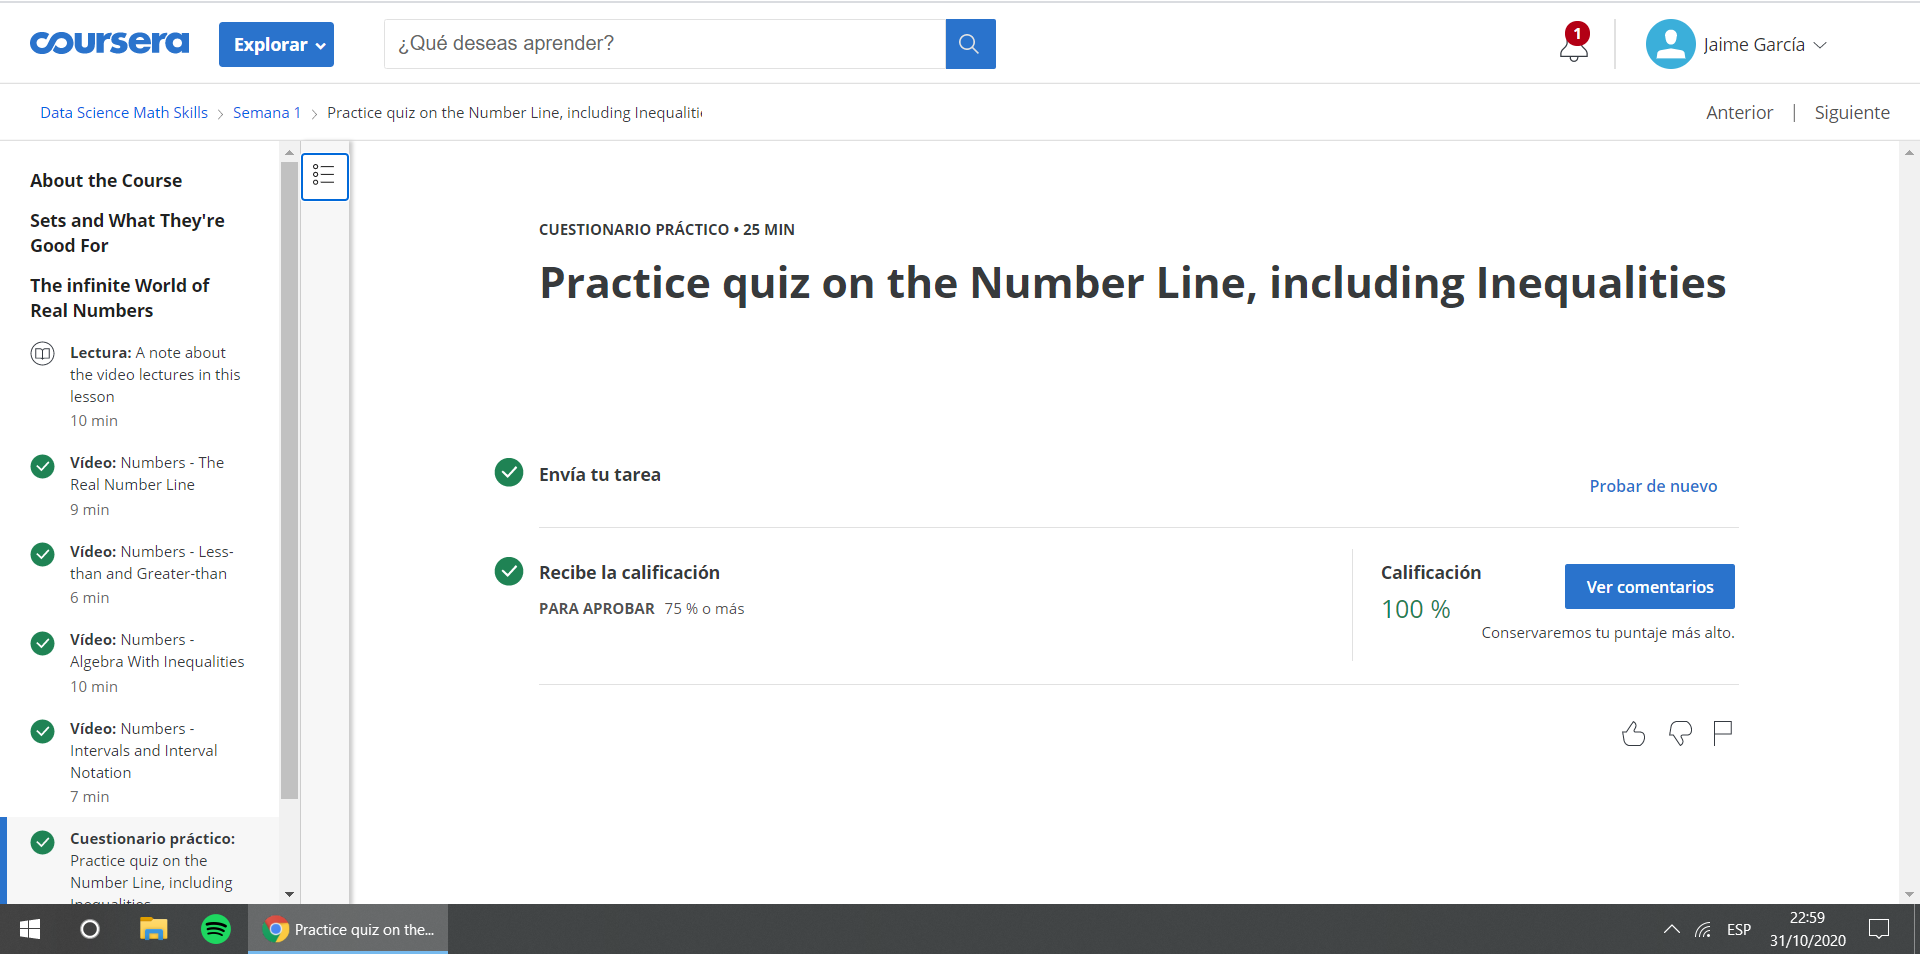 coursera
Explorar
¿Qué deseas aprender?
1
Jaime García
Data Science Math Skills
Semana 1
Practice quiz on the Number Line, including
Anterior | Siguiente
About the Course
Sets and What They're
Good For
The infinite World of
Real Numbers
Lectura: A note about
the video lectures in this
lesson
10 min
Vídeo: Numbers - The
Real Number Line
9 min
Vídeo: Numbers - Less-
than and Greater-than
6 min
Vídeo: Numbers -
Algebra With Inequalities
10 min
Vídeo: Numbers -
Intervals and Interval
Notation
7 min
Cuestionario práctico:
Practice quiz on the
Number Line, including
Inequalities
CUESTIONARIO PRÁCTICO • 25 MIN
Practice quiz on the Number Line, including Inequalities
Envía tu tarea
Probar de nuevo
Recibe la calificación
PARA APROBAR 75 % o más
Calificación
100 %
Ver comentarios
Conservaremos tu puntaje más alto.
Practice quiz on the...
ESP
22:59
31/10/2020